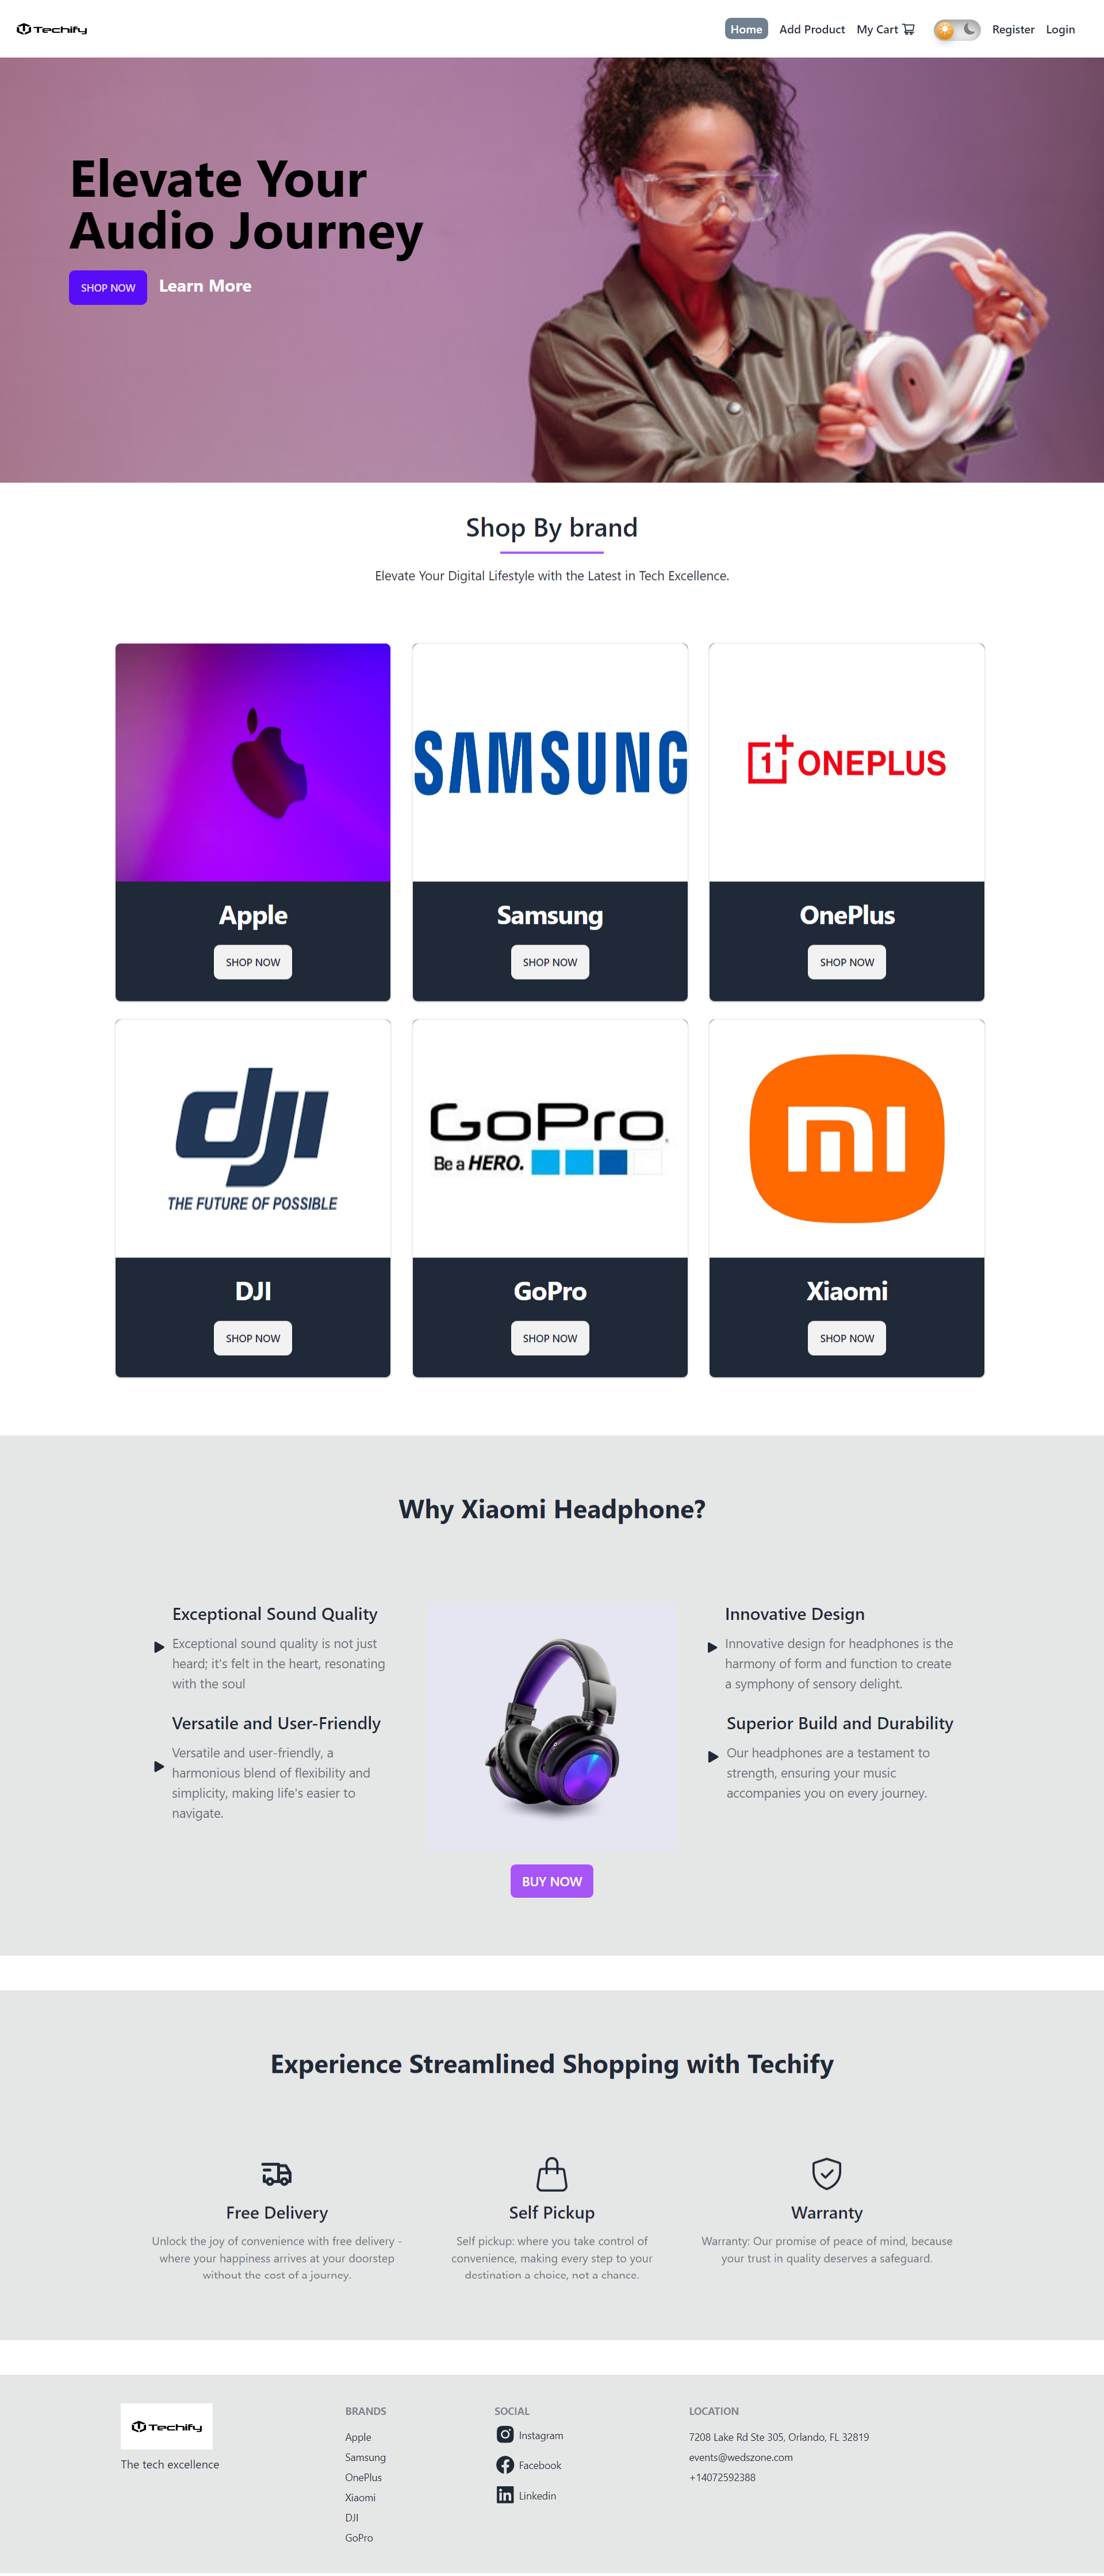 Techify
Home Add Product My Cart Register Login
Elevate Your
Audio Journey
SHOP NOW Learn More
Shop By brand
Elevate Your Digital Lifestyle with the Latest in Tech Excellence.
SAMSUNG
1+ ONEPLUS
Apple
Samsung
OnePlus
SHOP NOW
SHOP NOW
SHOP NOW
dji
THE FUTURE OF POSSIBLE
GoPro
Be a HERO.
mi
DJI
GoPro
Xiaomi
SHOP NOW
SHOP NOW
SHOP NOW
Why Xiaomi Headphone?
Exceptional Sound Quality
Exceptional sound quality is not just
heard; it's felt in the heart, resonating
with the soul
Versatile and User-Friendly
Versatile and user-friendly, a
harmonious blend of flexibility and
simplicity, making life's easier to
navigate.
BUY NOW
Innovative Design
Innovative design for headphones is the
harmony of form and function to create
a symphony of sensory delight.
Superior Build and Durability
Our headphones are a testament to
strength, ensuring your music
accompanies you on every journey.
Experience Streamlined Shopping with Techify
Free Delivery
Unlock the joy of convenience with free delivery -
where your happiness arrives at your doorstep
without the cost of a journey.
Self Pickup
Self pickup: where you take control of
convenience, making every step to your
destination a choice, not a chance.
Warranty
Warranty: Our promise of peace of mind, because
your trust in quality deserves a safeguard.
Techify
The tech excellence
BRANDS
Apple
Samsung
OnePlus
Xiaomi
DJI
GoPro
SOCIAL
Instagram
Facebook
Linkedin
LOCATION
7208 Lake Rd Ste 305, Orlando, FL 32819
events@wedszone.com
+14072592388